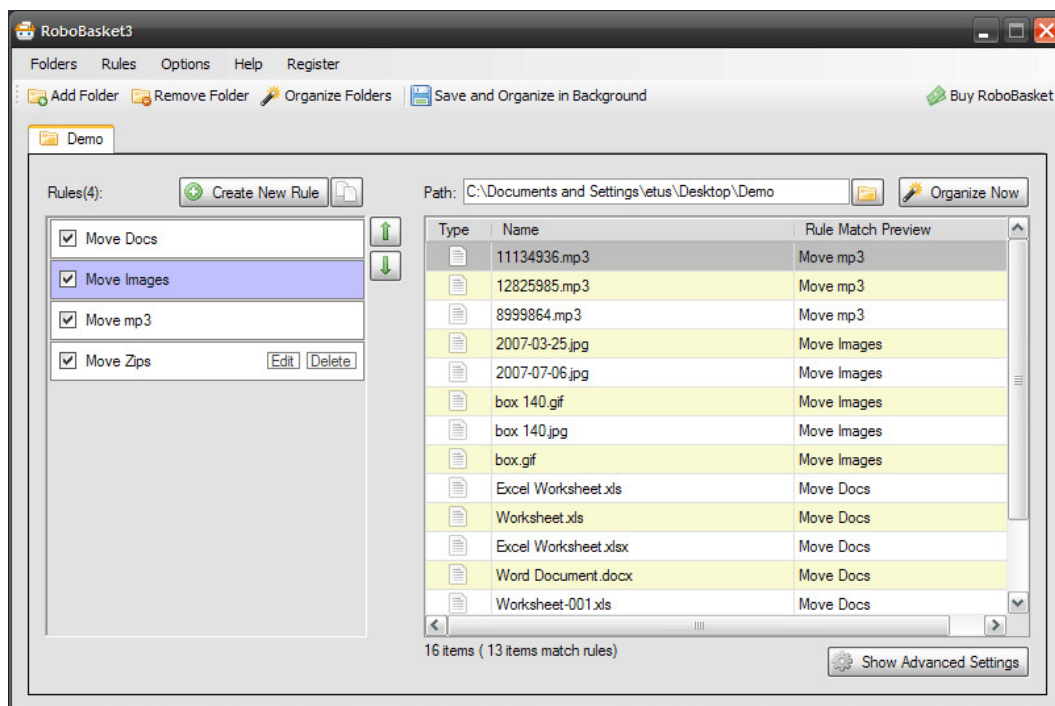 RoboBasket3
Folders Rules Options Help Register
Add Folder Remove Folder Organize Folders Save and Organize in Background Buy RoboBasket
Demo
Rules(4): Create New Rule
Move Docs
Move Images
Move mp3
Move Zips Edit Delete
Path: C:\Documents and Settings\etus\Desktop\Demo Organize Now
Type Name Rule Match Preview
11134936.mp3 Move mp3
12825985.mp3 Move mp3
8999864.mp3 Move mp3
2007-03-25.jpg Move Images
2007-07-06.jpg Move Images
box 140.gif Move Images
box 140.jpg Move Images
box.gif Move Images
Excel Worksheet.xls Move Docs
Worksheet.xls Move Docs
Excel Worksheet.xlsx Move Docs
Word Document.docx Move Docs
Worksheet-001.xls Move Docs
16 items ( 13 items match rules)
Show Advanced Settings